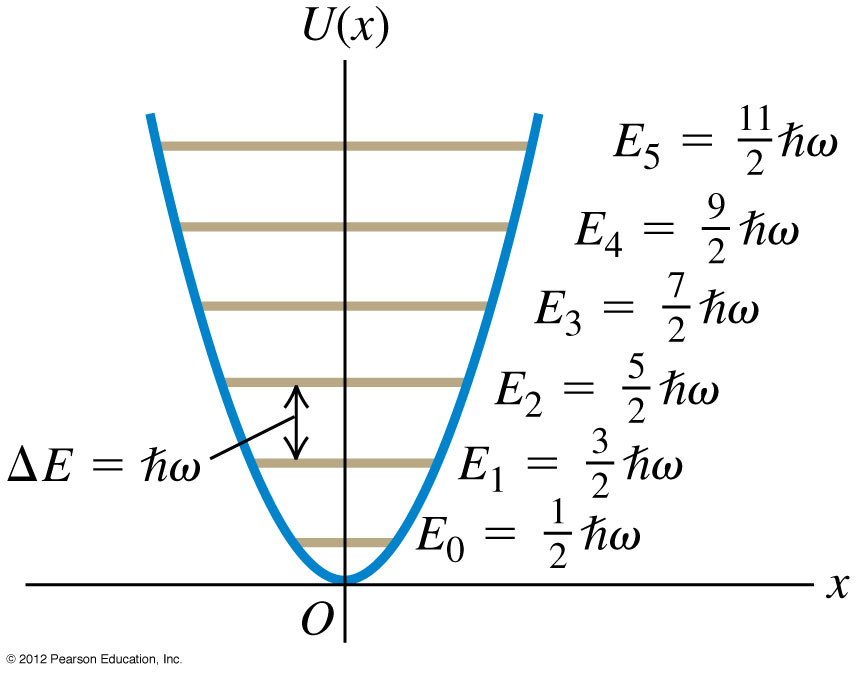 U(x)
E₅ = 11/2 ℏω
E₄ = 9/2 ℏω
E₃ = 7/2 ℏω
E₂ = 5/2 ℏω
ΔE = ℏω
E₁ = 3/2 ℏω
E₀ = 1/2 ℏω
x
O
© 2012 Pearson Education, Inc.